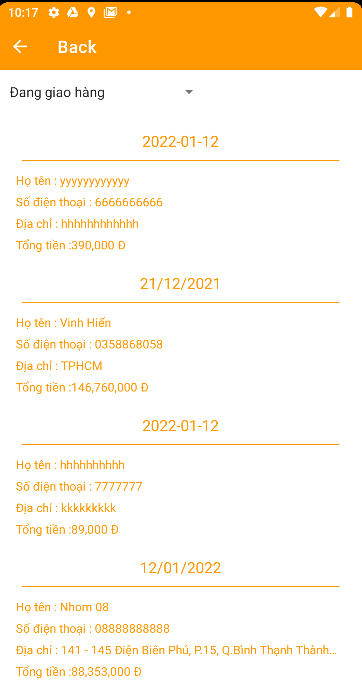 10:17
Back
Đang giao hàng
2022-01-12
Họ tên : yyyyyyyyyyyy
Số điện thoại : 6666666666
Địa chỉ : hhhhhhhhhhhh
Tổng tiền :390,000 Đ
21/12/2021
Họ tên : Vinh Hiến
Số điện thoại : 0358868058
Địa chỉ : TPHCM
Tổng tiền :146,760,000 Đ
2022-01-12
Họ tên : hhhhhhhhhh
Số điện thoại : 7777777
Địa chỉ : kkkkkkkkk
Tổng tiền :89,000 Đ
12/01/2022
Họ tên : Nhom 08
Số điện thoại : 08888888888
Địa chỉ : 141 - 145 Điện Biên Phủ, P.15, Q.Bình Thạnh Thành...
Tổng tiền :88,353,000 Đ